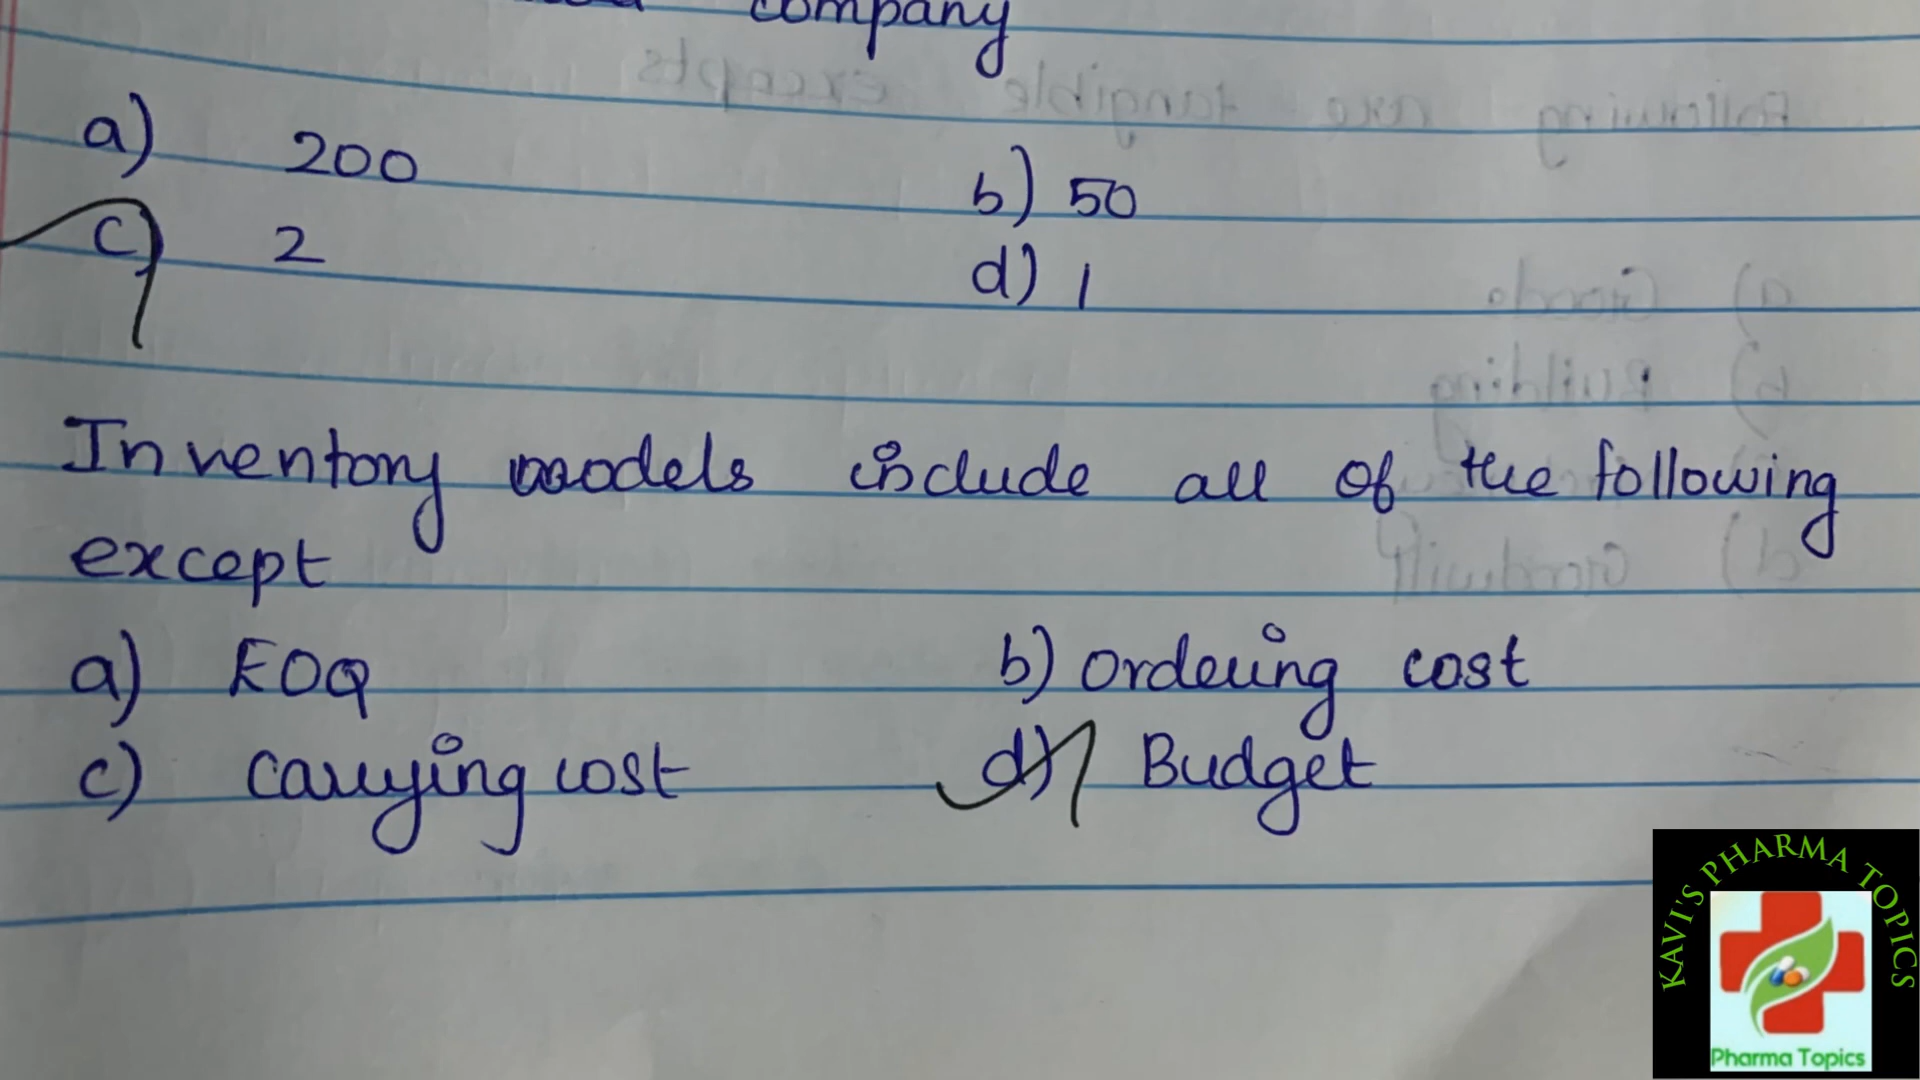 company
a) 200
b) 50
c) 2
d) 1
Inventory models include all of the following
except
a) EOQ
b) ordering cost
c) carrying cost
d) Budget
KAVI'S PHARMA TOPICS
Pharma Topics